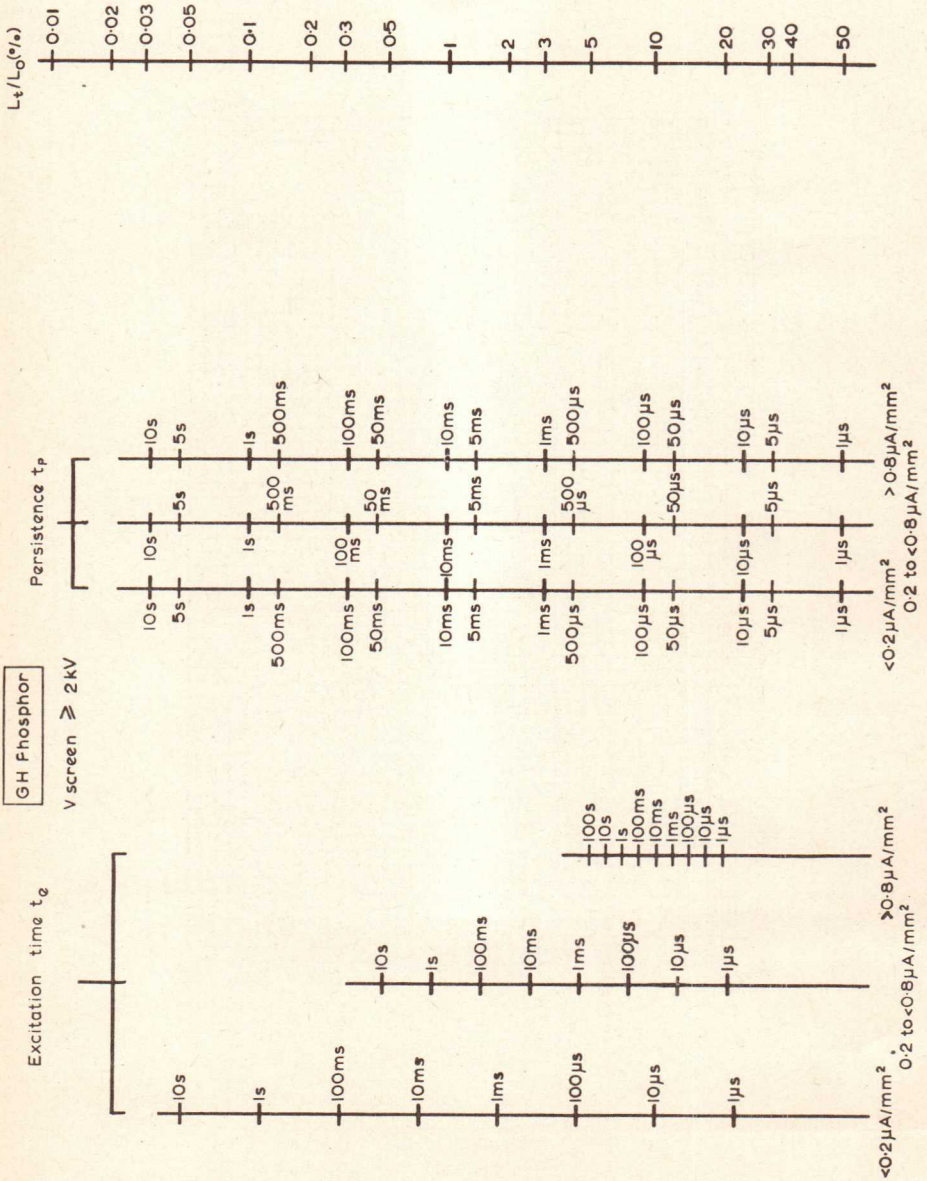 GH Phosphor
V screen ⩾ 2kV
Excitation time te
10s
1s
100ms
10ms
1ms
100µs
10µs
1µs
<0·2µA/mm²
10s
1s
100ms
10ms
1ms
100µs
10µs
1µs
0·2 to <0·8µA/mm²
100s
10s
1s
100ms
10ms
1ms
100µs
10µs
1µs
>0·8µA/mm²
Persistence tp
10s
5s
1s
500ms
100ms
50ms
10ms
5ms
1ms
500µs
100µs
50µs
10µs
5µs
1µs
<0·2µA/mm²
10s
5s
1s
500
ms
100
ms
50
ms
10ms
5ms
1ms
500
µs
100
µs
50µs
10µs
5µs
1µs
0·2 to <0·8µA/mm²
10s
5s
1s
500ms
100ms
50ms
10ms
5ms
1ms
500µs
100µs
50µs
10µs
5µs
1µs
>0·8µA/mm²
Lt/Lo(%)
0·01
0·02
0·03
0·05
0·1
0·2
0·3
0·5
1
2
3
5
10
20
30
40
50